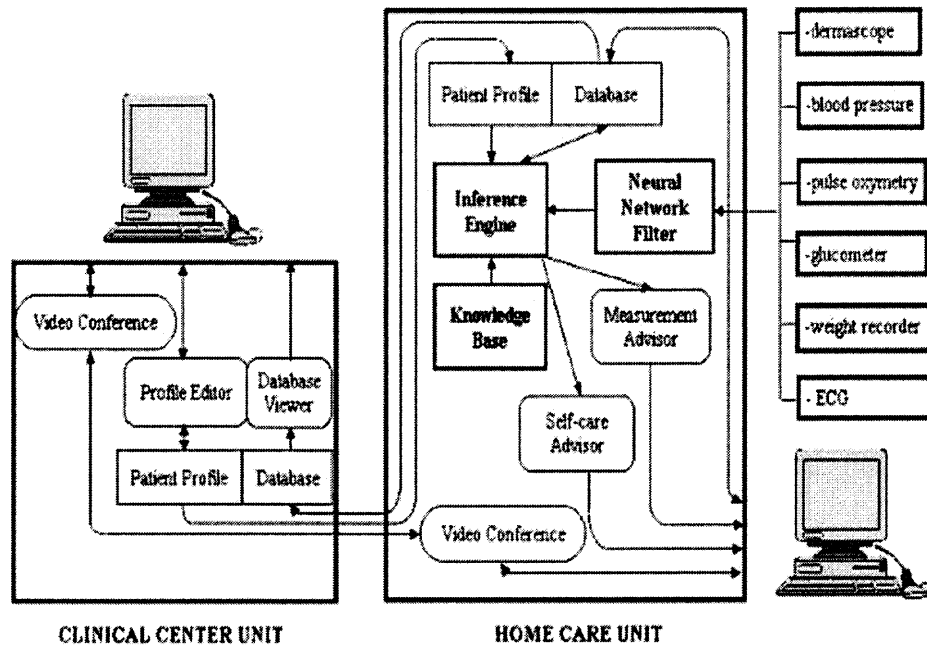 Video Conference
Profile Editor
Database
Viewer
Patient Profile
Database
CLINICAL CENTER UNIT
Patient Profile
Database
Inference
Engine
Neural
Network
Filter
Knowledge
Base
Measurement
Advisor
Self-care
Advisor
Video Conference
HOME CARE UNIT
-dermascope
-blood pressure
-pulse oxymetry
-glucometer
-weight recorder
- ECG